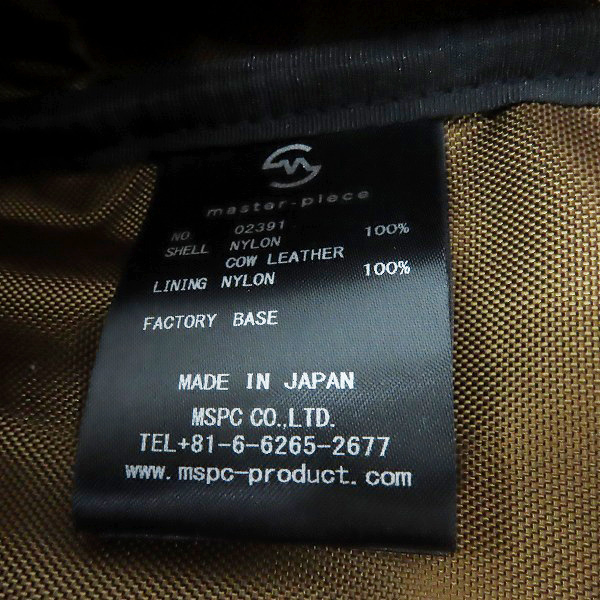 master-piece
NO 02391
SHELL NYLON 100%
COW LEATHER
LINING NYLON 100%
FACTORY BASE
MADE IN JAPAN
MSPC CO.,LTD.
TEL+81-6-6265-2677
www.mspc-product.com